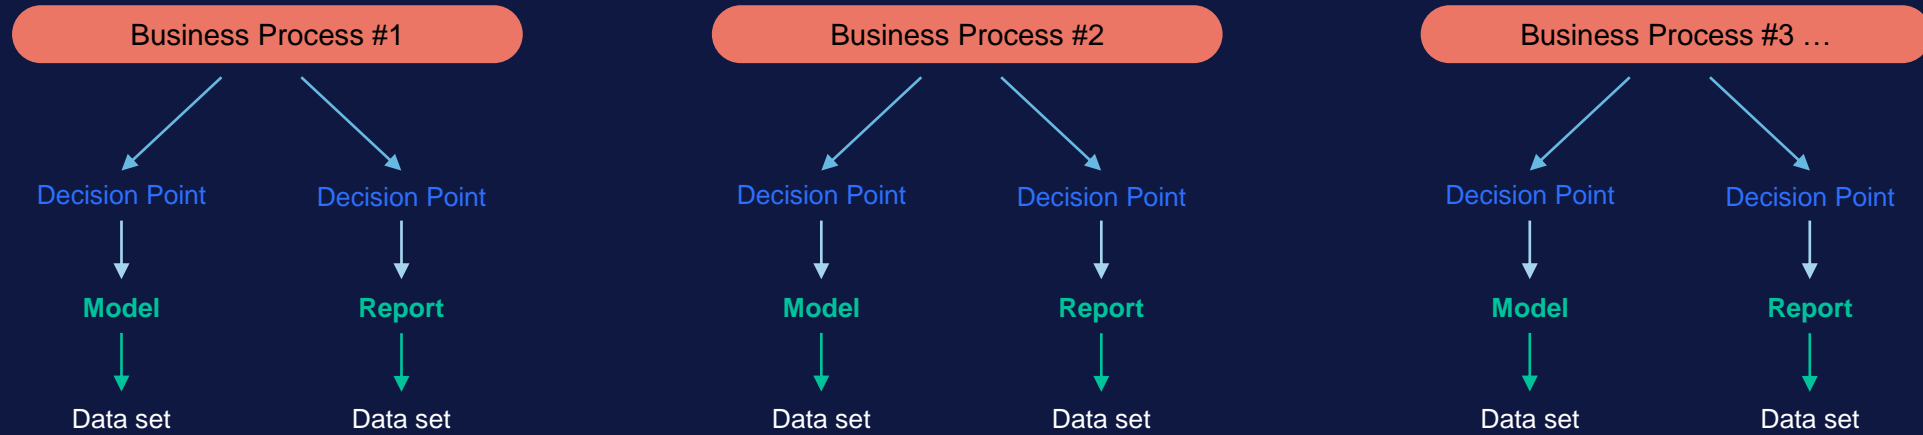 Business Process #1
Business Process #2
Business Process #3 …
Decision Point
Decision Point
Decision Point
Decision Point
Decision Point
Decision Point
Model
Report
Model
Report
Model
Report
Data set
Data set
Data set
Data set
Data set
Data set